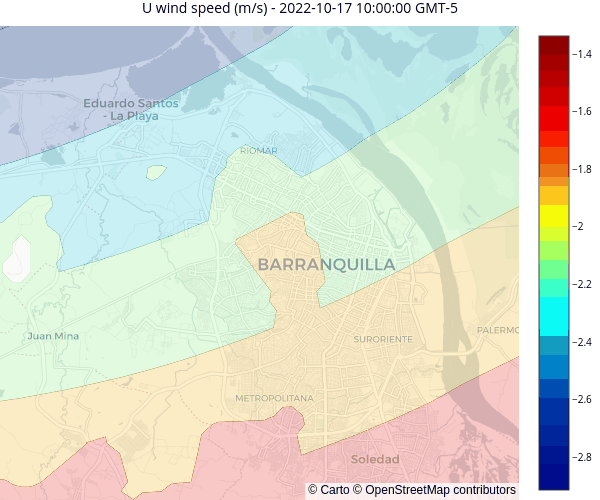 U wind speed (m/s) - 2022-10-17 10:00:00 GMT-5
Eduardo Santos
- La Playa
RIOMAR
BARRANQUILLA
Juan Mina
SURORIENTE
PALERMO
METROPOLITANA
Soledad
© Carto © OpenStreetMap contributors
−1.4
−1.6
−1.8
−2
−2.2
−2.4
−2.6
−2.8